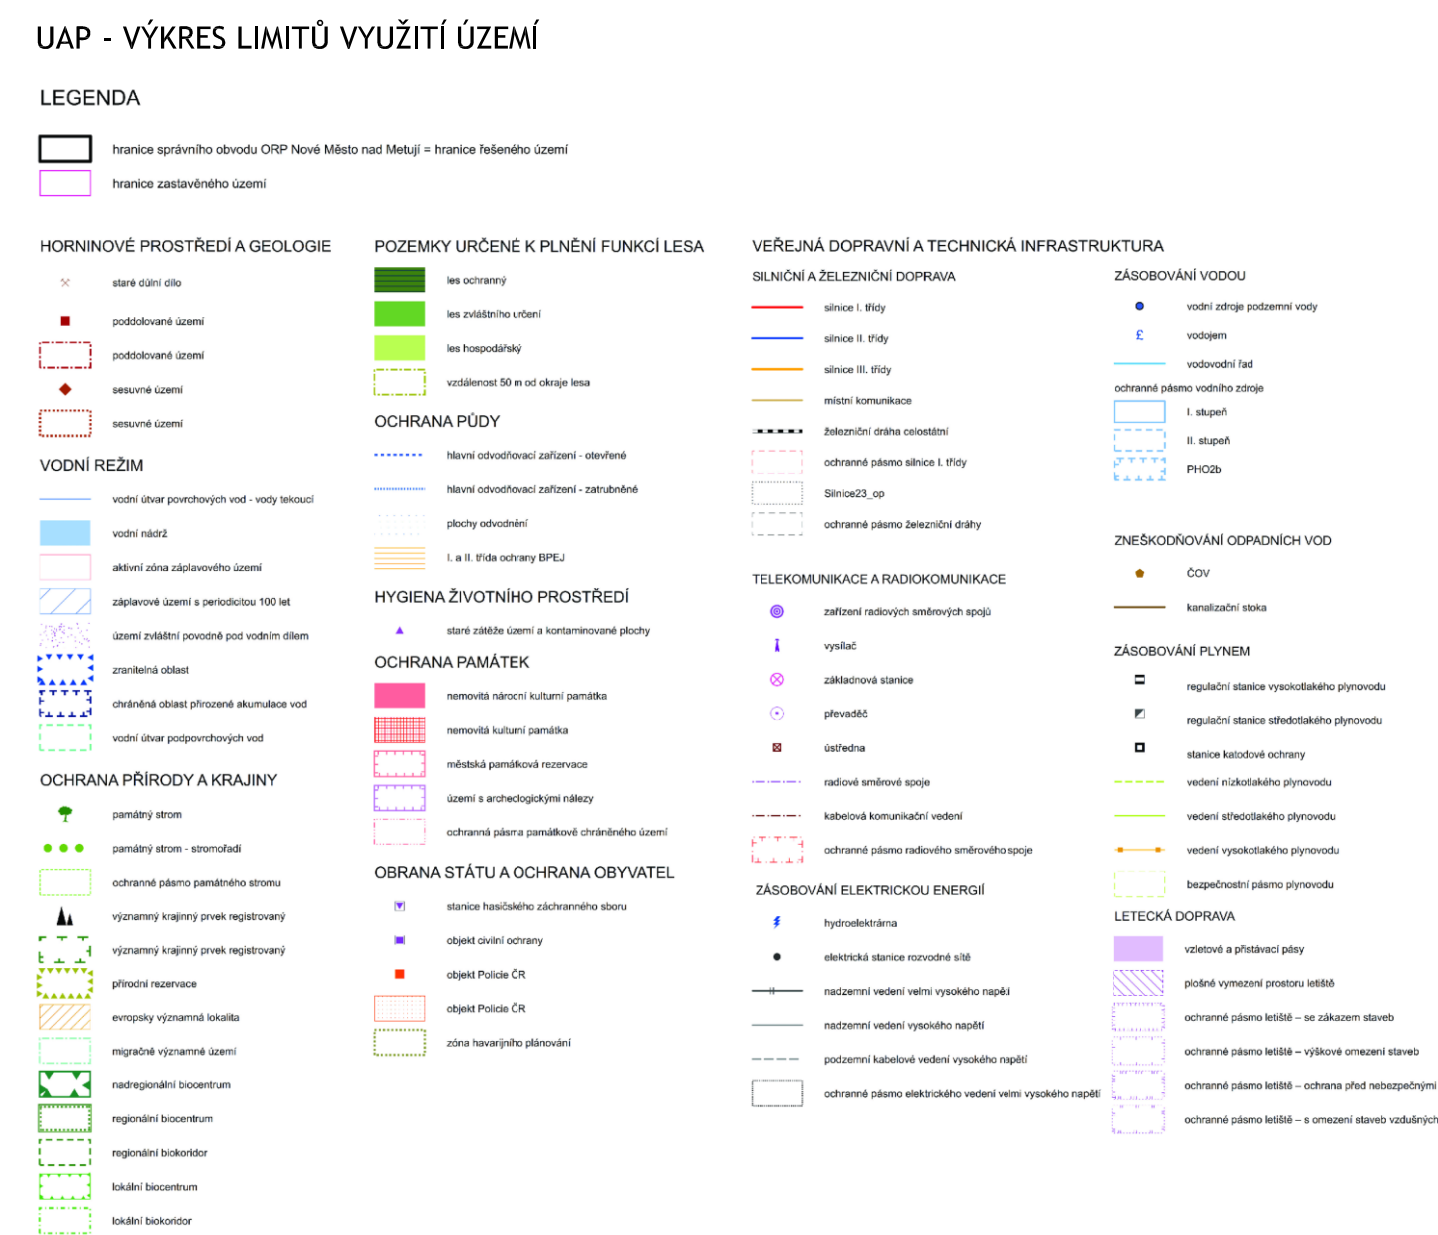 UAP - VÝKRES LIMITŮ VYUŽITÍ ÚZEMÍ
LEGENDA
hranice správního obvodu ORP Nové Město nad Metují = hranice řešeného území
hranice zastavěného území
HORNINOVÉ PROSTŘEDÍ A GEOLOGIE
staré důlní dílo
poddolované území
poddolované území
sesuvné území
sesuvné území
VODNÍ REŽIM
vodní útvar povrchových vod - vody tekoucí
vodní nádrž
aktivní zóna záplavového území
záplavové území s periodicitou 100 let
území zvláštní povodně pod vodním dílem
zranitelná oblast
chráněná oblast přirozené akumulace vod
vodní útvar podpovrchových vod
OCHRANA PŘÍRODY A KRAJINY
památný strom
památný strom - stromořadí
ochranné pásmo památného stromu
významný krajinný prvek registrovaný
významný krajinný prvek registrovaný
přírodní rezervace
evropsky významná lokalita
migračně významné území
nadregionální biocentrum
regionální biocentrum
regionální biokoridor
lokální biocentrum
lokální biokoridor
POZEMKY URČENÉ K PLNĚNÍ FUNKCÍ LESA
les ochranný
les zvláštního určení
les hospodářský
vzdálenost 50 m od okraje lesa
OCHRANA PŮDY
hlavní odvodňovací zařízení - otevřené
hlavní odvodňovací zařízení - zatrubněné
plochy odvodnění
I. a II. třída ochrany BPEJ
HYGIENA ŽIVOTNÍHO PROSTŘEDÍ
staré zátěže území a kontaminované plochy
OCHRANA PAMÁTEK
nemovitá národní kulturní památka
nemovitá kulturní památka
městská památková rezervace
území s archeologickými nálezy
ochranná pásma památkově chráněného území
OBRANA STÁTU A OCHRANA OBYVATEL
stanice hasičského záchranného sboru
objekt civilní ochrany
objekt Policie ČR
objekt Policie ČR
zóna havarijního plánování
VEŘEJNÁ DOPRAVNÍ A TECHNICKÁ INFRASTRUKTURA
SILNIČNÍ A ŽELEZNIČNÍ DOPRAVA
silnice I. třídy
silnice II. třídy
silnice III. třídy
místní komunikace
železniční dráha celostátní
ochranné pásmo silnice I. třídy
Silnice23_op
ochranné pásmo železniční dráhy
TELEKOMUNIKACE A RADIOKOMUNIKACE
zařízení radiových směrových spojů
vysílač
základnová stanice
převaděč
ústředna
radiové směrové spoje
kabelová komunikační vedení
ochranné pásmo radiového směrového spoje
ZÁSOBOVÁNÍ ELEKTRICKOU ENERGIÍ
hydroelektrárna
elektrická stanice rozvodné sítě
nadzemní vedení velmi vysokého napětí
nadzemní vedení vysokého napětí
podzemní kabelové vedení vysokého napětí
ochranné pásmo elektrického vedení velmi vysokého napětí
ZÁSOBOVÁNÍ VODOU
vodní zdroje podzemní vody
vodojem
vodovodní řad
ochranné pásmo vodního zdroje
I. stupeň
II. stupeň
PHO2b
ZNEŠKODŇOVÁNÍ ODPADNÍCH VOD
ČOV
kanalizační stoka
ZÁSOBOVÁNÍ PLYNEM
regulační stanice vysokotlakého plynovodu
regulační stanice středotlakého plynovodu
stanice katodové ochrany
vedení nízkotlakého plynovodu
vedení středotlakého plynovodu
vedení vysokotlakého plynovodu
bezpečnostní pásmo plynovodu
LETECKÁ DOPRAVA
vzletové a přistávací pásy
plošné vymezení prostoru letiště
ochranné pásmo letiště – se zákazem staveb
ochranné pásmo letiště – výškové omezení staveb
ochranné pásmo letiště – ochrana před nebezpečnými
ochranné pásmo letiště – s omezení staveb vzdušných